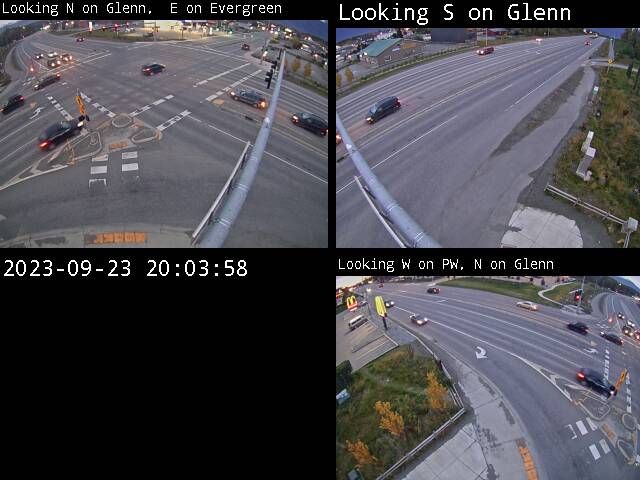 Looking N on Glenn,  E on Evergreen
Looking S on Glenn
2023-09-23 20:03:58
Looking W on PW, N on Glenn